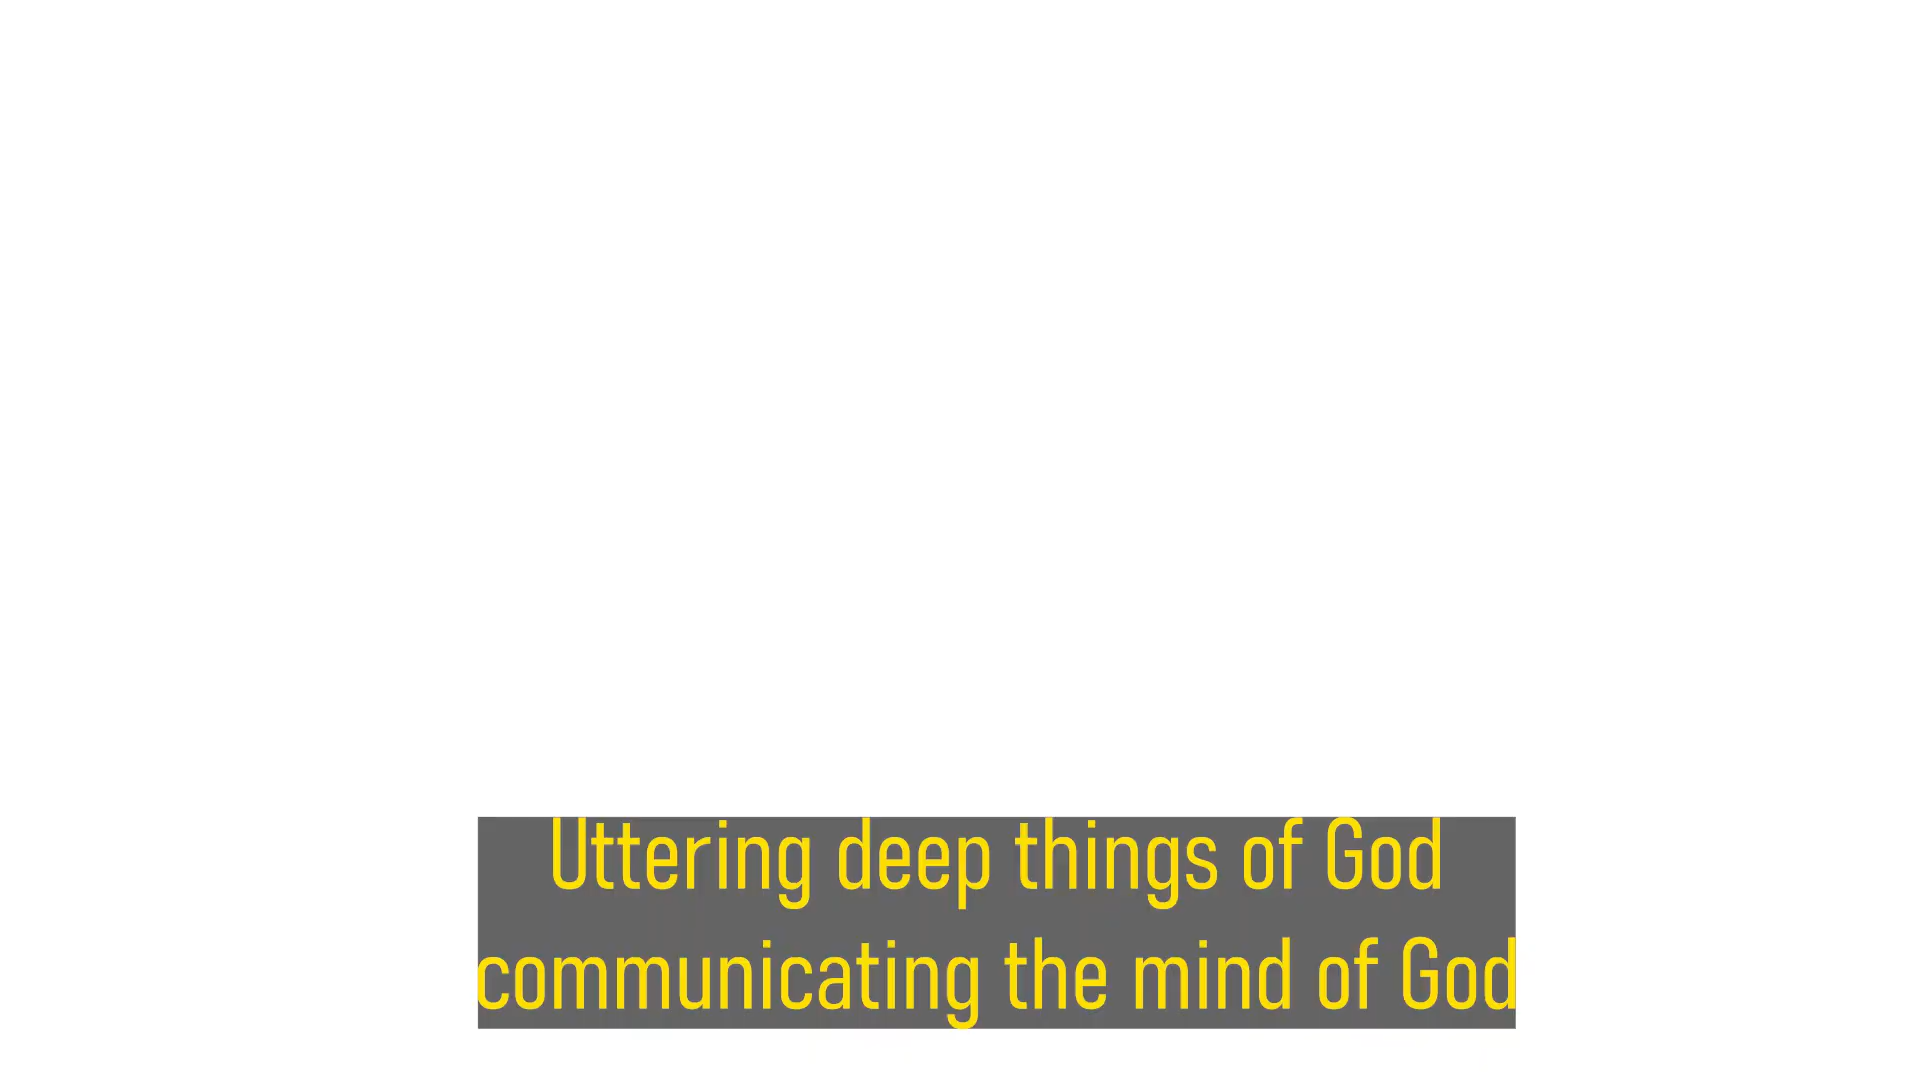 Uttering deep things of God
communicating the mind of God